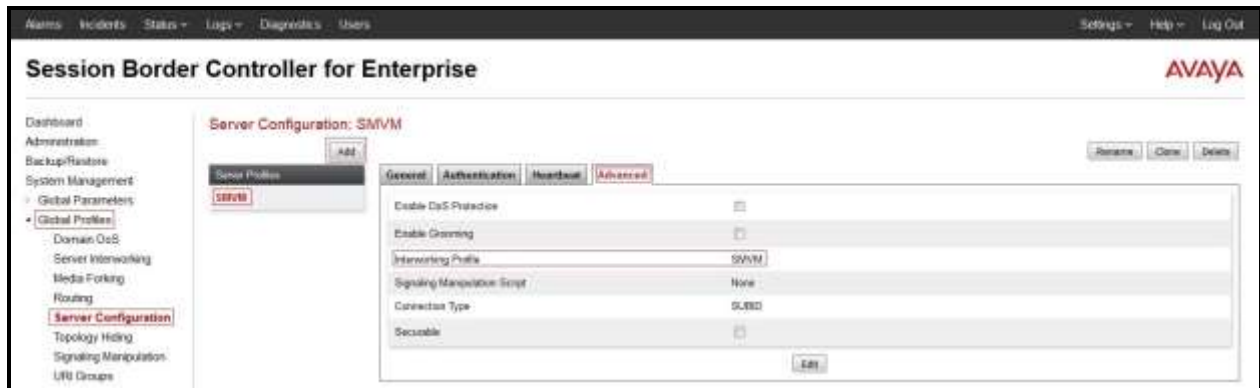 Alarms Incidents Status Logs Diagnostics Users Settings Help Log Out
Session Border Controller for Enterprise
AVAYA
Dashboard
Administration
Backup/Restore
System Management
Global Parameters
Global Profiles
Domain DoS
Server Interworking
Media Forking
Routing
Server Configuration
Topology Hiding
Signaling Manipulation
URI Groups
Server Configuration: SMVM
Add
Rename Clone Delete
Server Profiles
SMVM
General Authentication Heartbeat Advanced
Enable DoS Protection
Enable Grooming
Interworking Profile SMVM
Signaling Manipulation Script None
Connection Type SUBID
Securable
Edit